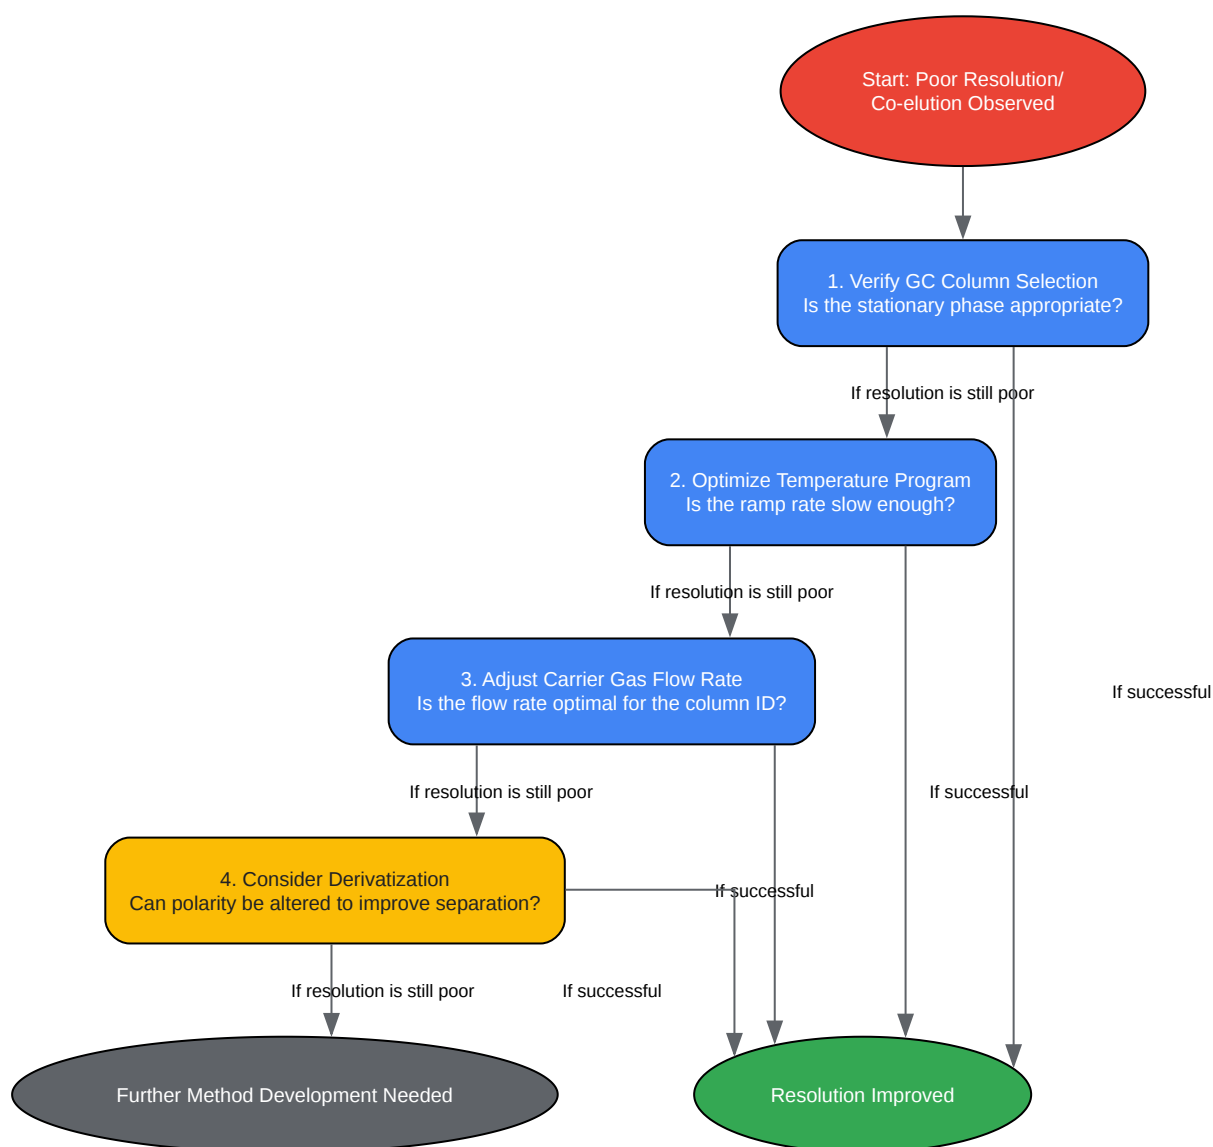 Start: Poor Resolution/
Co-elution Observed
1. Verify GC Column Selection
Is the stationary phase appropriate?
If resolution is still poor
2. Optimize Temperature Program
Is the ramp rate slow enough?
If resolution is still poor
3. Adjust Carrier Gas Flow Rate
Is the flow rate optimal for the column ID?
If successful
If resolution is still poor
If successful
4. Consider Derivatization
Can polarity be altered to improve separation?
If successful
If resolution is still poor
If successful
Further Method Development Needed
Resolution Improved